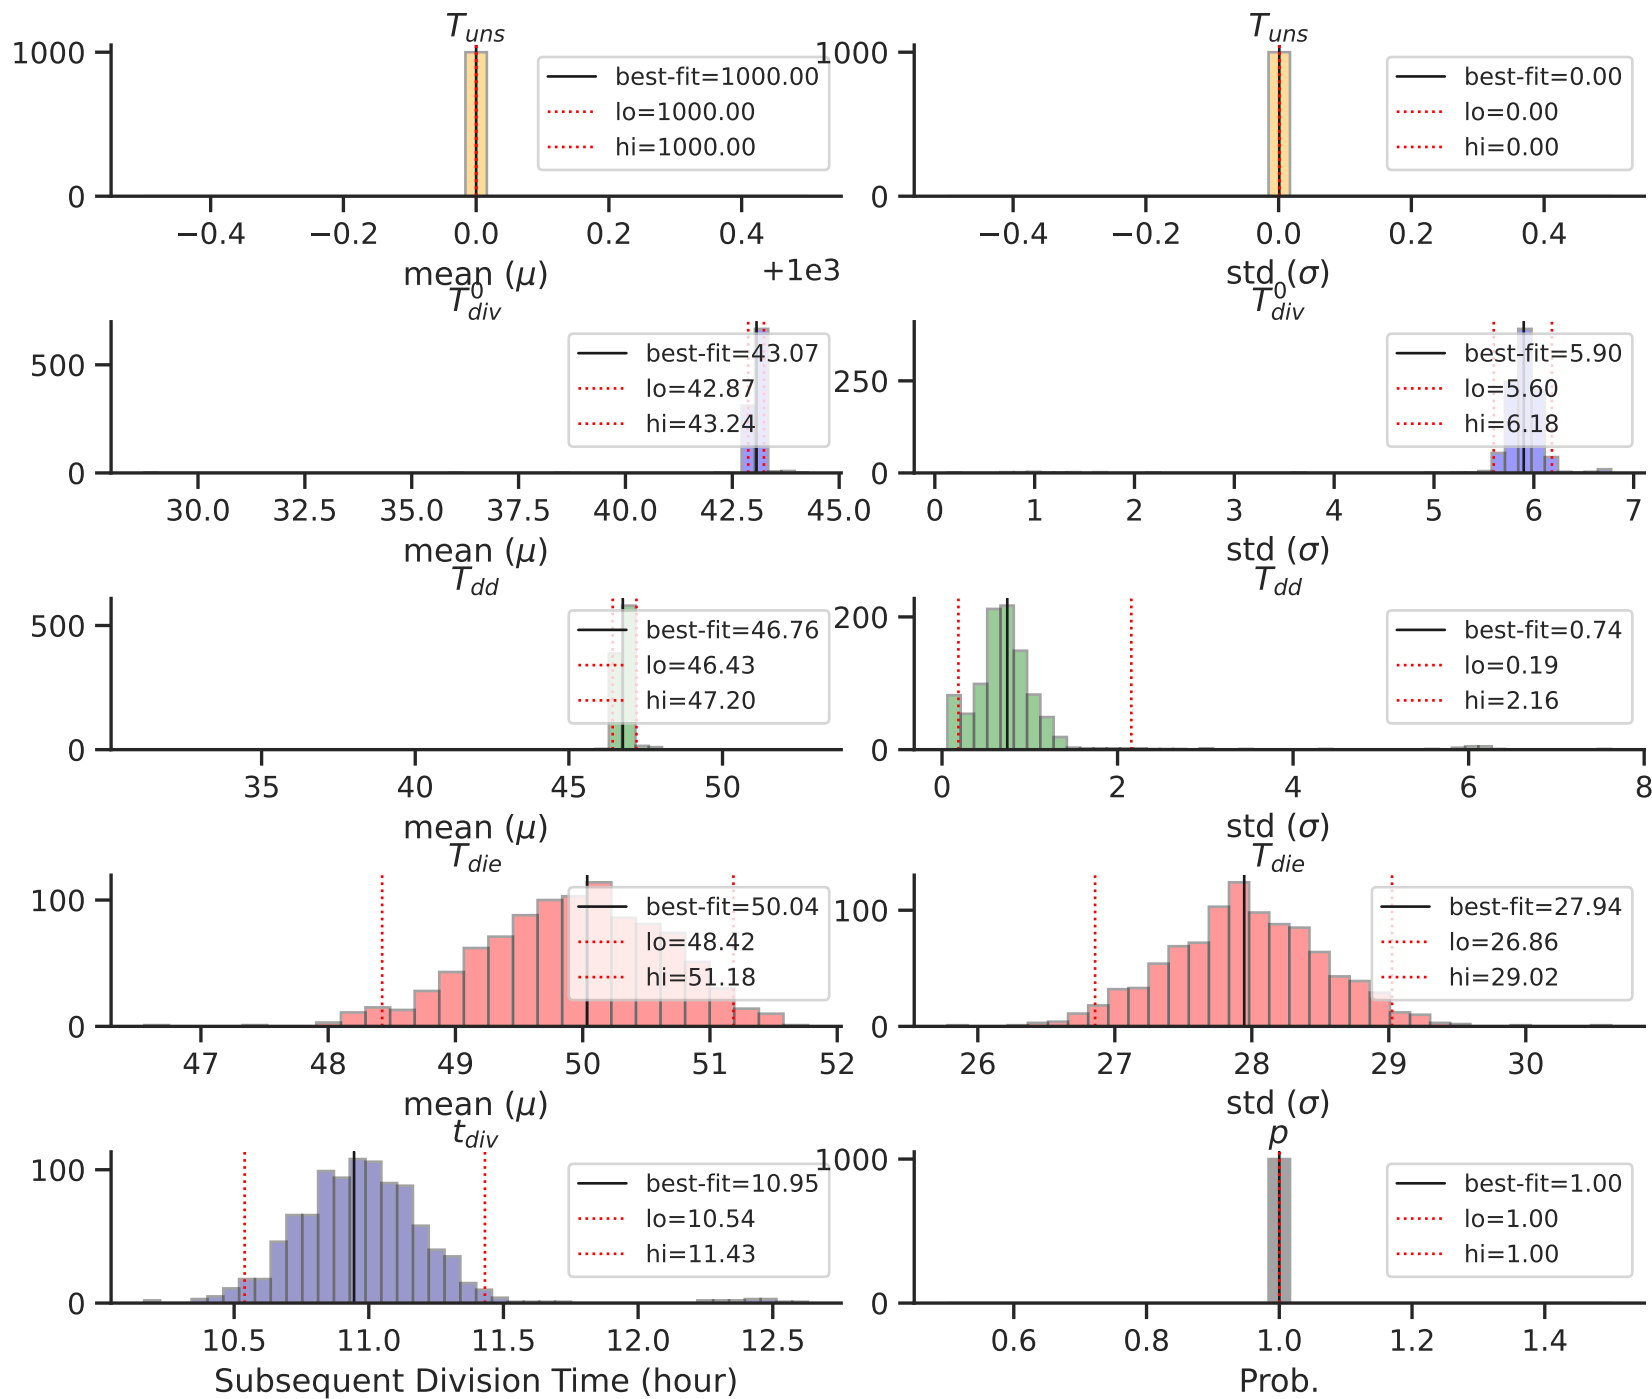 T_uns
1000
0
best-fit=1000.00
lo=1000.00
hi=1000.00
−0.4 −0.2 0.0 0.2 0.4
+1e3
mean (μ)
T_uns
1000
0
best-fit=0.00
lo=0.00
hi=0.00
−0.4 −0.2 0.0 0.2 0.4
std (σ)
T^0_div
500
0
best-fit=43.07
lo=42.87
hi=43.24
30.0 32.5 35.0 37.5 40.0 42.5 45.0
mean (μ)
T^0_div
250
0
best-fit=5.90
lo=5.60
hi=6.18
0 1 2 3 4 5 6 7
std (σ)
T_dd
500
0
best-fit=46.76
lo=46.43
hi=47.20
35 40 45 50
mean (μ)
T_dd
200
0
best-fit=0.74
lo=0.19
hi=2.16
0 2 4 6 8
std (σ)
T_die
100
0
best-fit=50.04
lo=48.42
hi=51.18
47 48 49 50 51 52
mean (μ)
T_die
100
0
best-fit=27.94
lo=26.86
hi=29.02
26 27 28 29 30
std (σ)
t_div
100
0
best-fit=10.95
lo=10.54
hi=11.43
10.5 11.0 11.5 12.0 12.5
Subsequent Division Time (hour)
p
1000
0
best-fit=1.00
lo=1.00
hi=1.00
0.6 0.8 1.0 1.2 1.4
Prob.